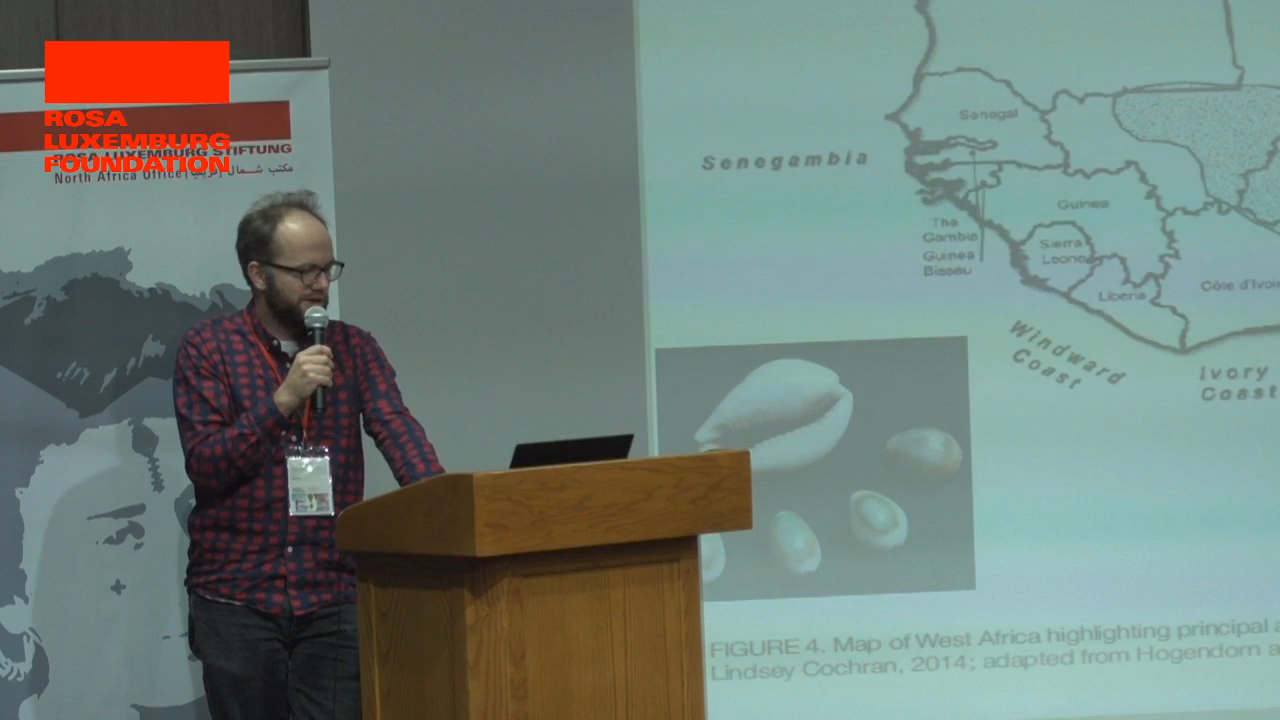 ROSA
LUXEMBURG
FOUNDATION
ROSA LUXEMBURG STIFTUNG
North Africa Office | مكتب شمال إفريقيا
Senegambia
Senegal
The
Gambia
Guinea
Bissau
Guinea
Sierra
Leone
Liberia
Côte d'Ivoir
Windward
Coast
Ivory
Coast
FIGURE 4. Map of West Africa highlighting principal
Lindsey Cochran, 2014; adapted from Hogendorn a